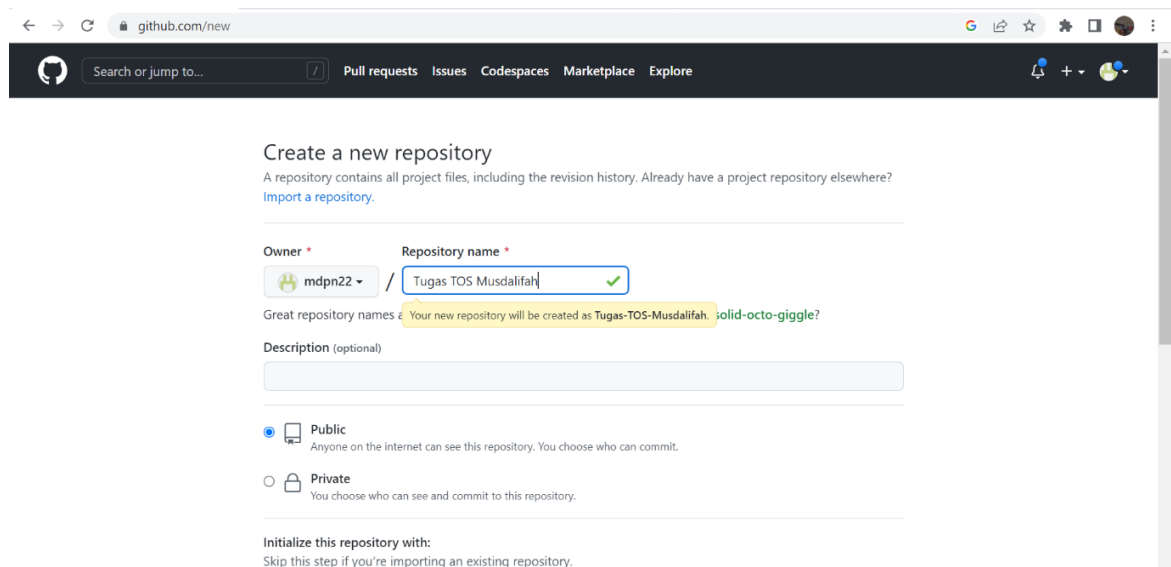 github.com/new
Search or jump to... / Pull requests Issues Codespaces Marketplace Explore
Create a new repository
A repository contains all project files, including the revision history. Already have a project repository elsewhere?
Import a repository.
Owner * Repository name *
mdpn22 / Tugas TOS Musdalifah
Your new repository will be created as Tugas-TOS-Musdalifah.
Great repository names solid-octo-giggle?
Description (optional)
Public
Anyone on the internet can see this repository. You choose who can commit.
Private
You choose who can see and commit to this repository.
Initialize this repository with:
Skip this step if you're importing an existing repository.